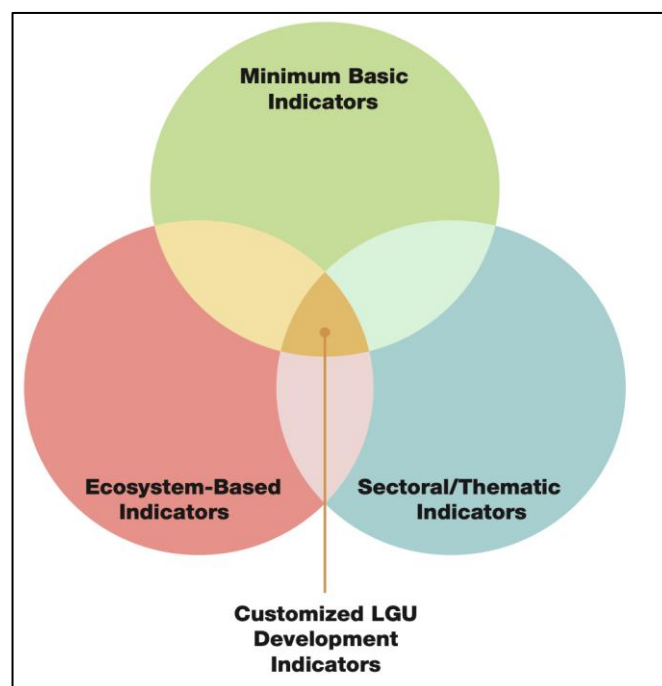 Minimum Basic
Indicators
Ecosystem-Based
Indicators
Sectoral/Thematic
Indicators
Customized LGU
Development
Indicators